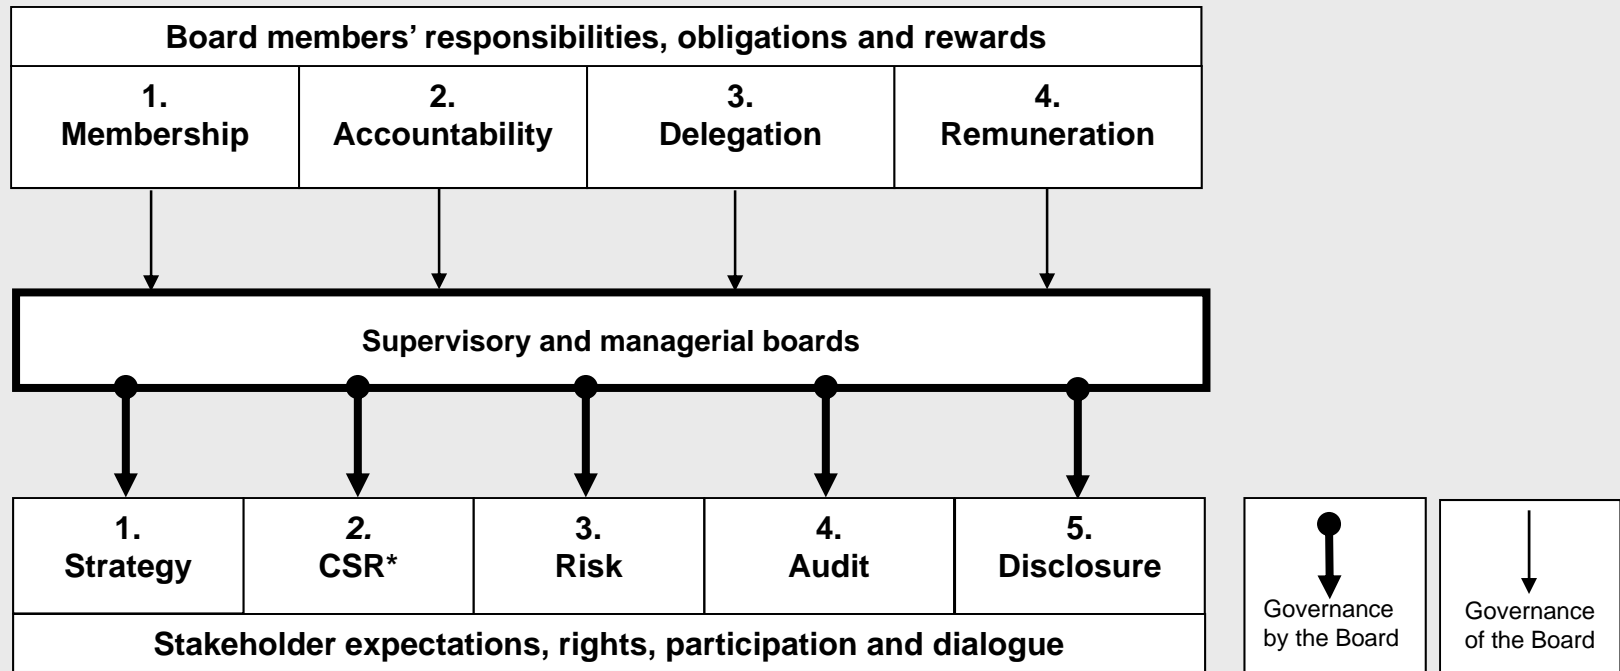 Board members’ responsibilities, obligations and rewards
1.
Membership
2.
Accountability
3.
Delegation
4.
Remuneration
Supervisory and managerial boards
1.
Strategy
2.
CSR*
3.
Risk
4.
Audit
5.
Disclosure
Stakeholder expectations, rights, participation and dialogue
Governance
by the Board
Governance
of the Board